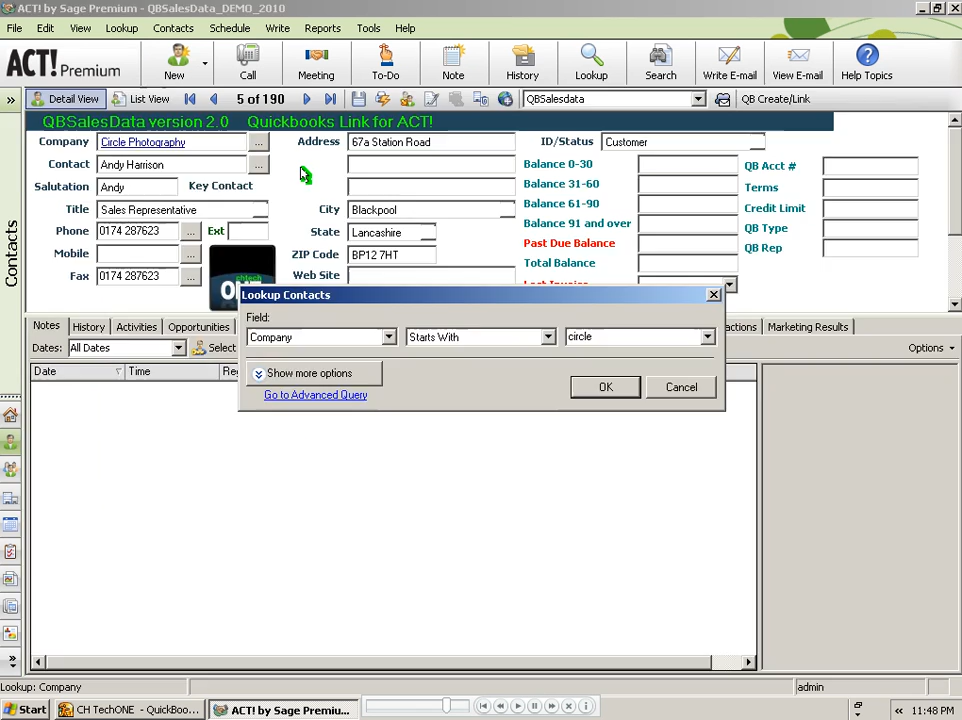 ACT! by Sage Premium - QBSalesData_DEMO_2010
File Edit View Lookup Contacts Schedule Write Reports Tools Help
ACT! Premium New Call Meeting To-Do Note History Lookup Search Write E-mail View E-mail Help Topics
» Detail View List View 5 of 190 QBSalesdata QB Create/Link
QBSalesData version 2.0 Quickbooks Link for ACT!
Company Circle Photography ... Address 67a Station Road ID/Status Customer
Contact Andy Harrison ... Balance 0-30 QB Acct #
Salutation Andy Key Contact Balance 31-60 Terms
Title Sales Representative City Blackpool Balance 61-90 Credit Limit
Phone 0174 287623 ... Ext State Lancashire Balance 91 and over QB Type
Past Due Balance QB Rep
Mobile ... ZIP Code BP12 7HT Total Balance
Fax 0174 287623 ... Web Site
Contacts
Lookup Contacts
Field:
Company Starts With circle
Show more options
Go to Advanced Query
OK Cancel
Notes History Activities Opportunities Marketing Results
Dates: All Dates Select Options
Date Time
Lookup: Company admin
Start CH TechONE - QuickBoo... ACT! by Sage Premiu... « 11:48 PM